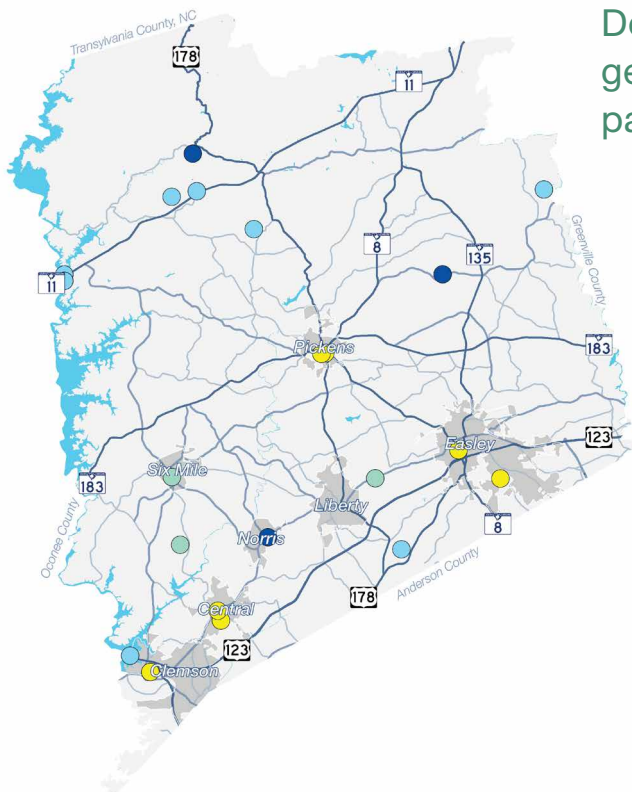 Transylvania County, NC
178
11
8
135
Greenville County
11
Pickens
183
Easley
123
183
Six Mile
Liberty
8
Oconee County
Norris
Anderson County
178
Central
123
Clemson